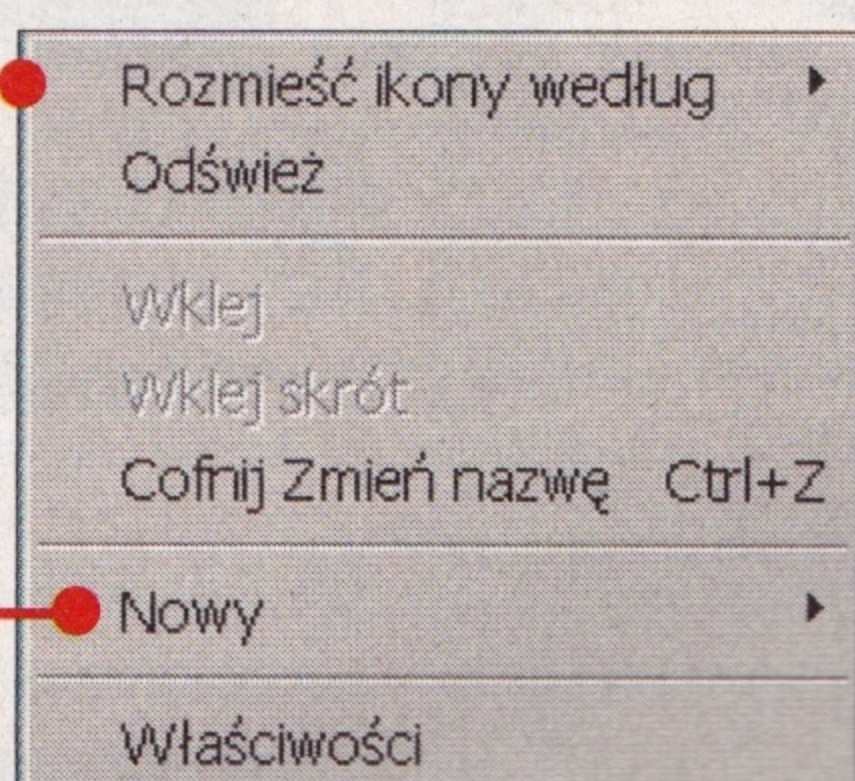 Rozmieść ikony według
Odśwież
Wklej
Wklej skrót
Cofnij Zmień nazwę Ctrl+Z
Nowy
Właściwości